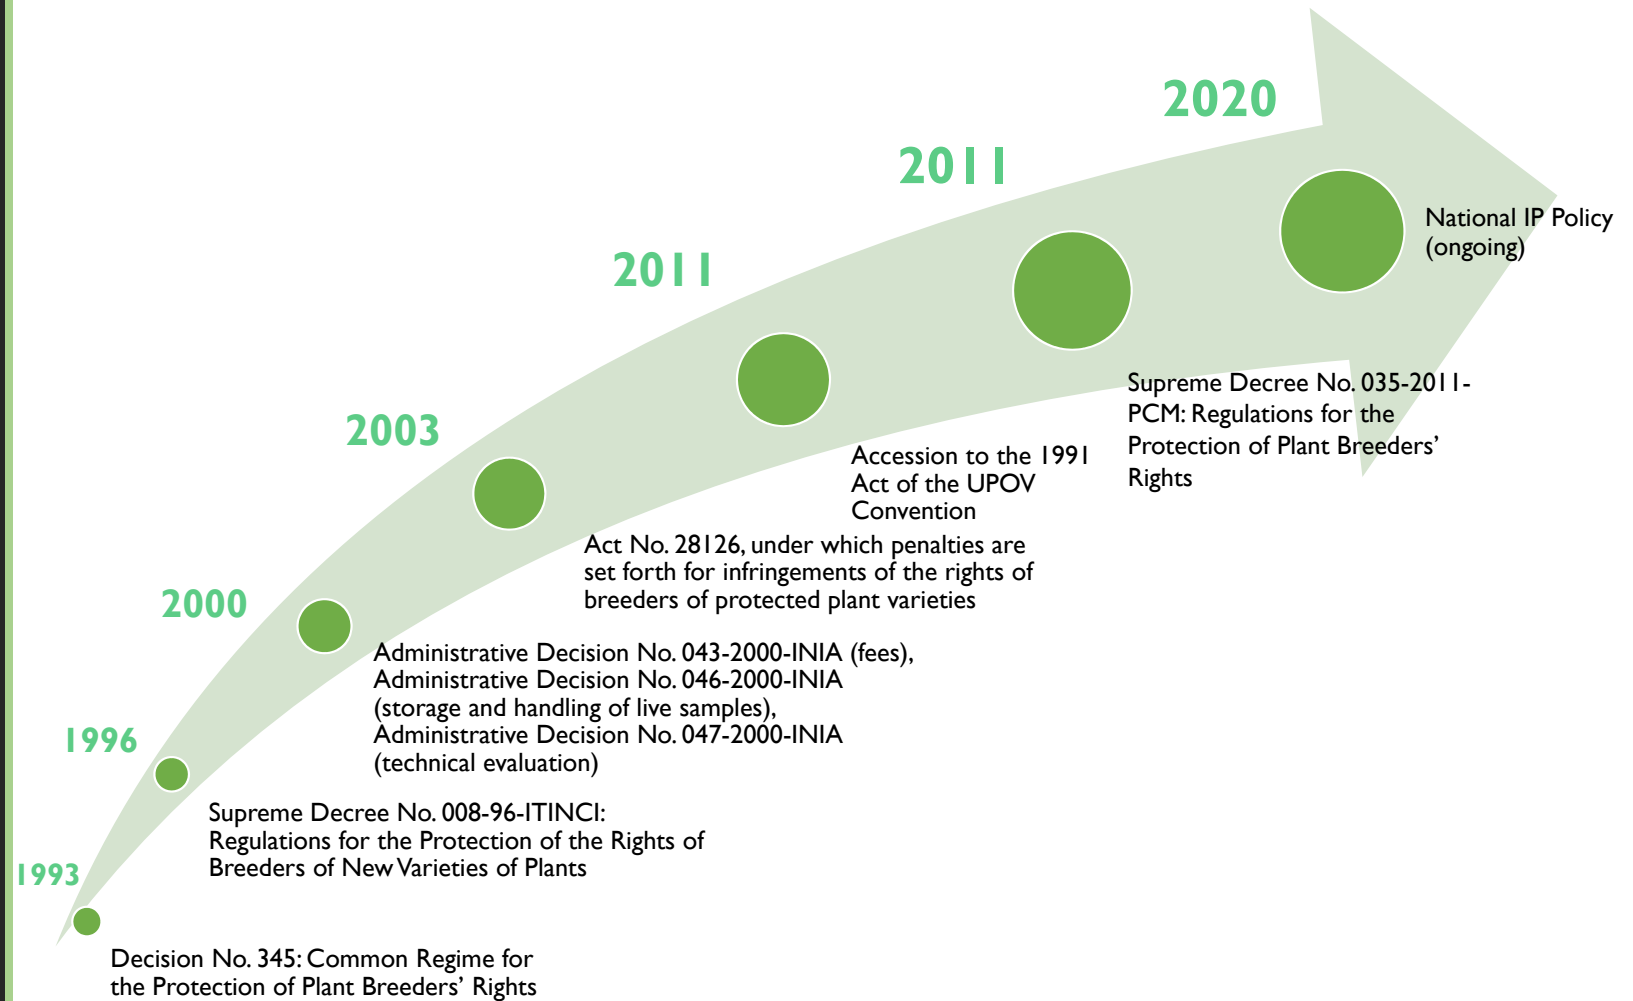 1993
Decision No. 345: Common Regime for
the Protection of Plant Breeders’ Rights
1996
Supreme Decree No. 008-96-ITINCI:
Regulations for the Protection of the Rights of
Breeders of New Varieties of Plants
2000
Administrative Decision No. 043-2000-INIA (fees),
Administrative Decision No. 046-2000-INIA
(storage and handling of live samples),
Administrative Decision No. 047-2000-INIA
(technical evaluation)
2003
Act No. 28126, under which penalties are
set forth for infringements of the rights of
breeders of protected plant varieties
2011
Accession to the 1991
Act of the UPOV
Convention
2011
Supreme Decree No. 035-2011-
PCM: Regulations for the
Protection of Plant Breeders’
Rights
2020
National IP Policy
(ongoing)